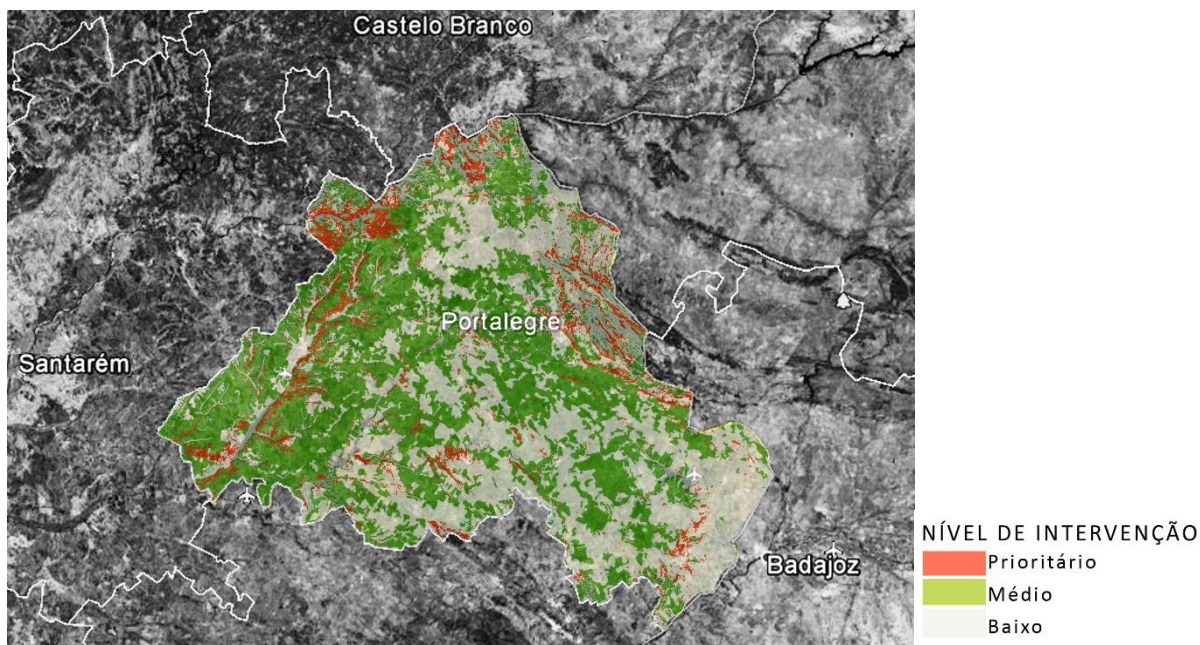 Castelo Branco
Portalegre
Santarém
Badajoz
NÍVEL DE INTERVENÇÃO
Prioritário
Médio
Baixo